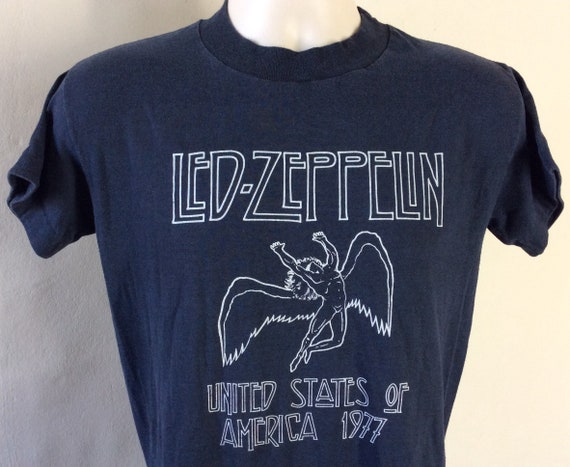 LED-ZEPPELIN
UNITED STATES OF
AMERICA 1977